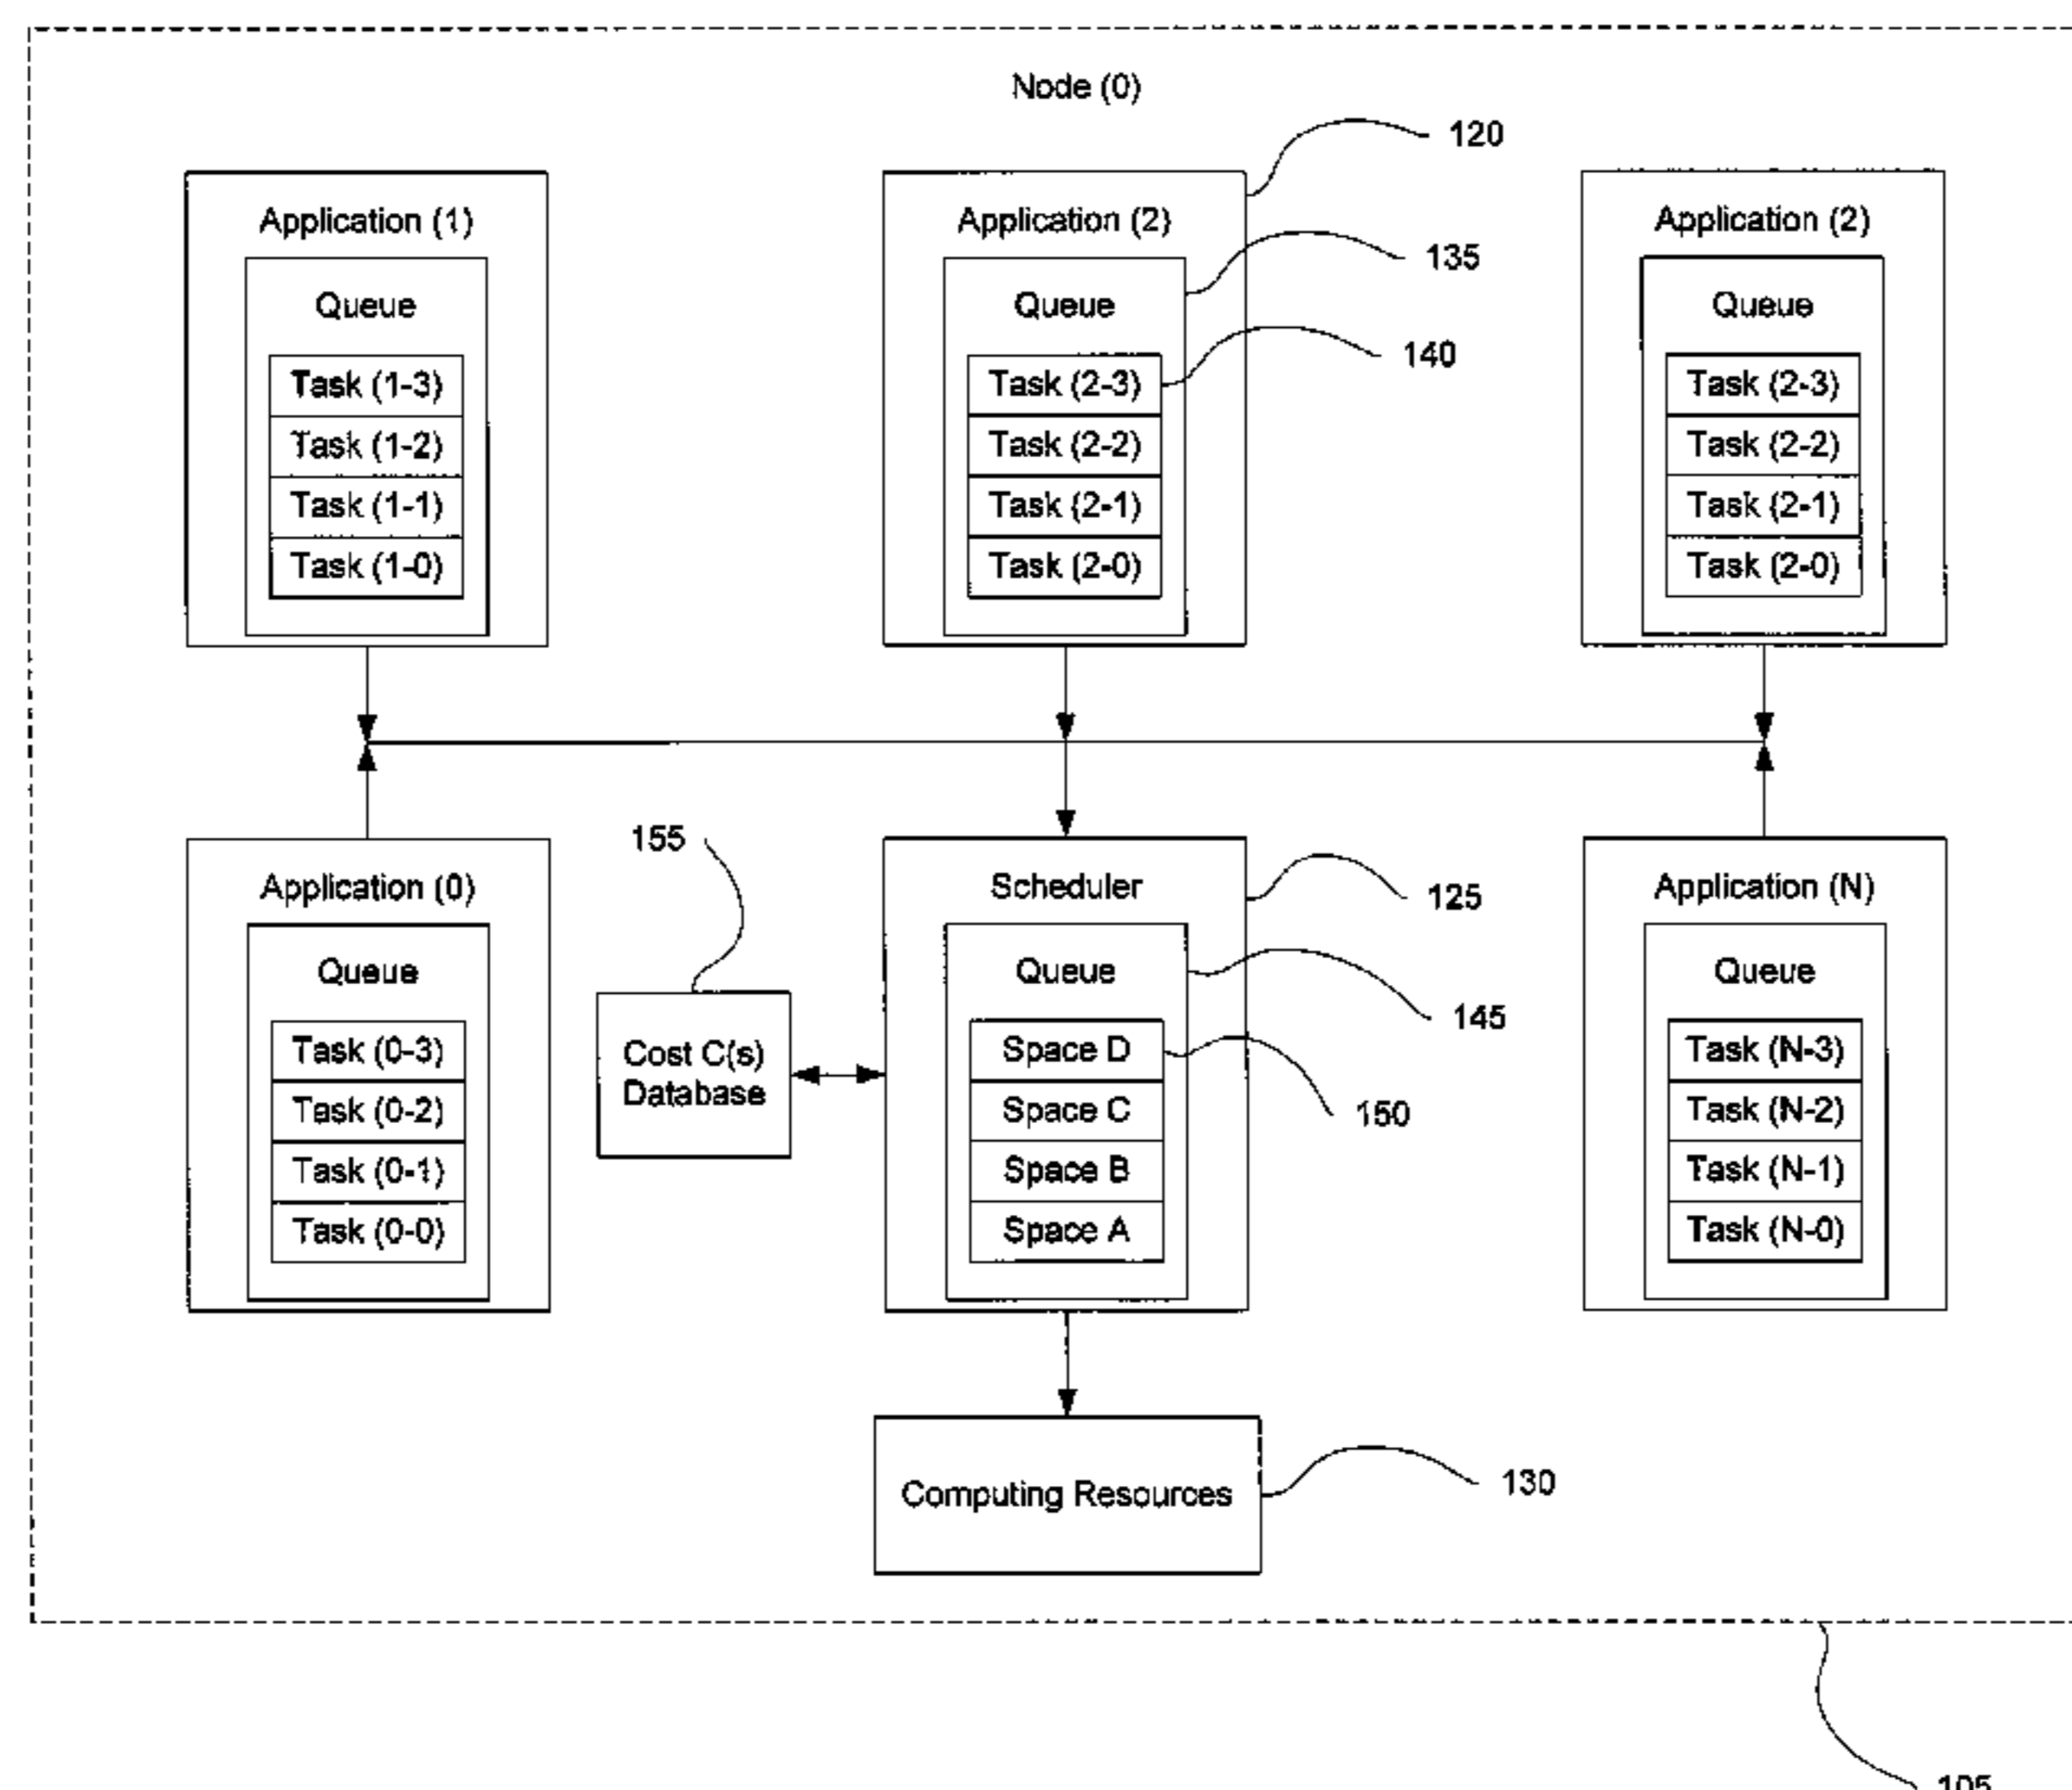 Node (0)
120
Application (1)
Queue
Task (1-3)
Task (1-2)
Task (1-1)
Task (1-0)
Application (2)
135
Queue
140
Task (2-3)
Task (2-2)
Task (2-1)
Task (2-0)
Application (2)
Queue
Task (2-3)
Task (2-2)
Task (2-1)
Task (2-0)
Application (0)
Queue
Task (0-3)
Task (0-2)
Task (0-1)
Task (0-0)
155
Cost C(s)
Database
Scheduler
125
Queue
145
Space D
150
Space C
Space B
Space A
Application (N)
Queue
Task (N-3)
Task (N-2)
Task (N-1)
Task (N-0)
Computing Resources
130
105